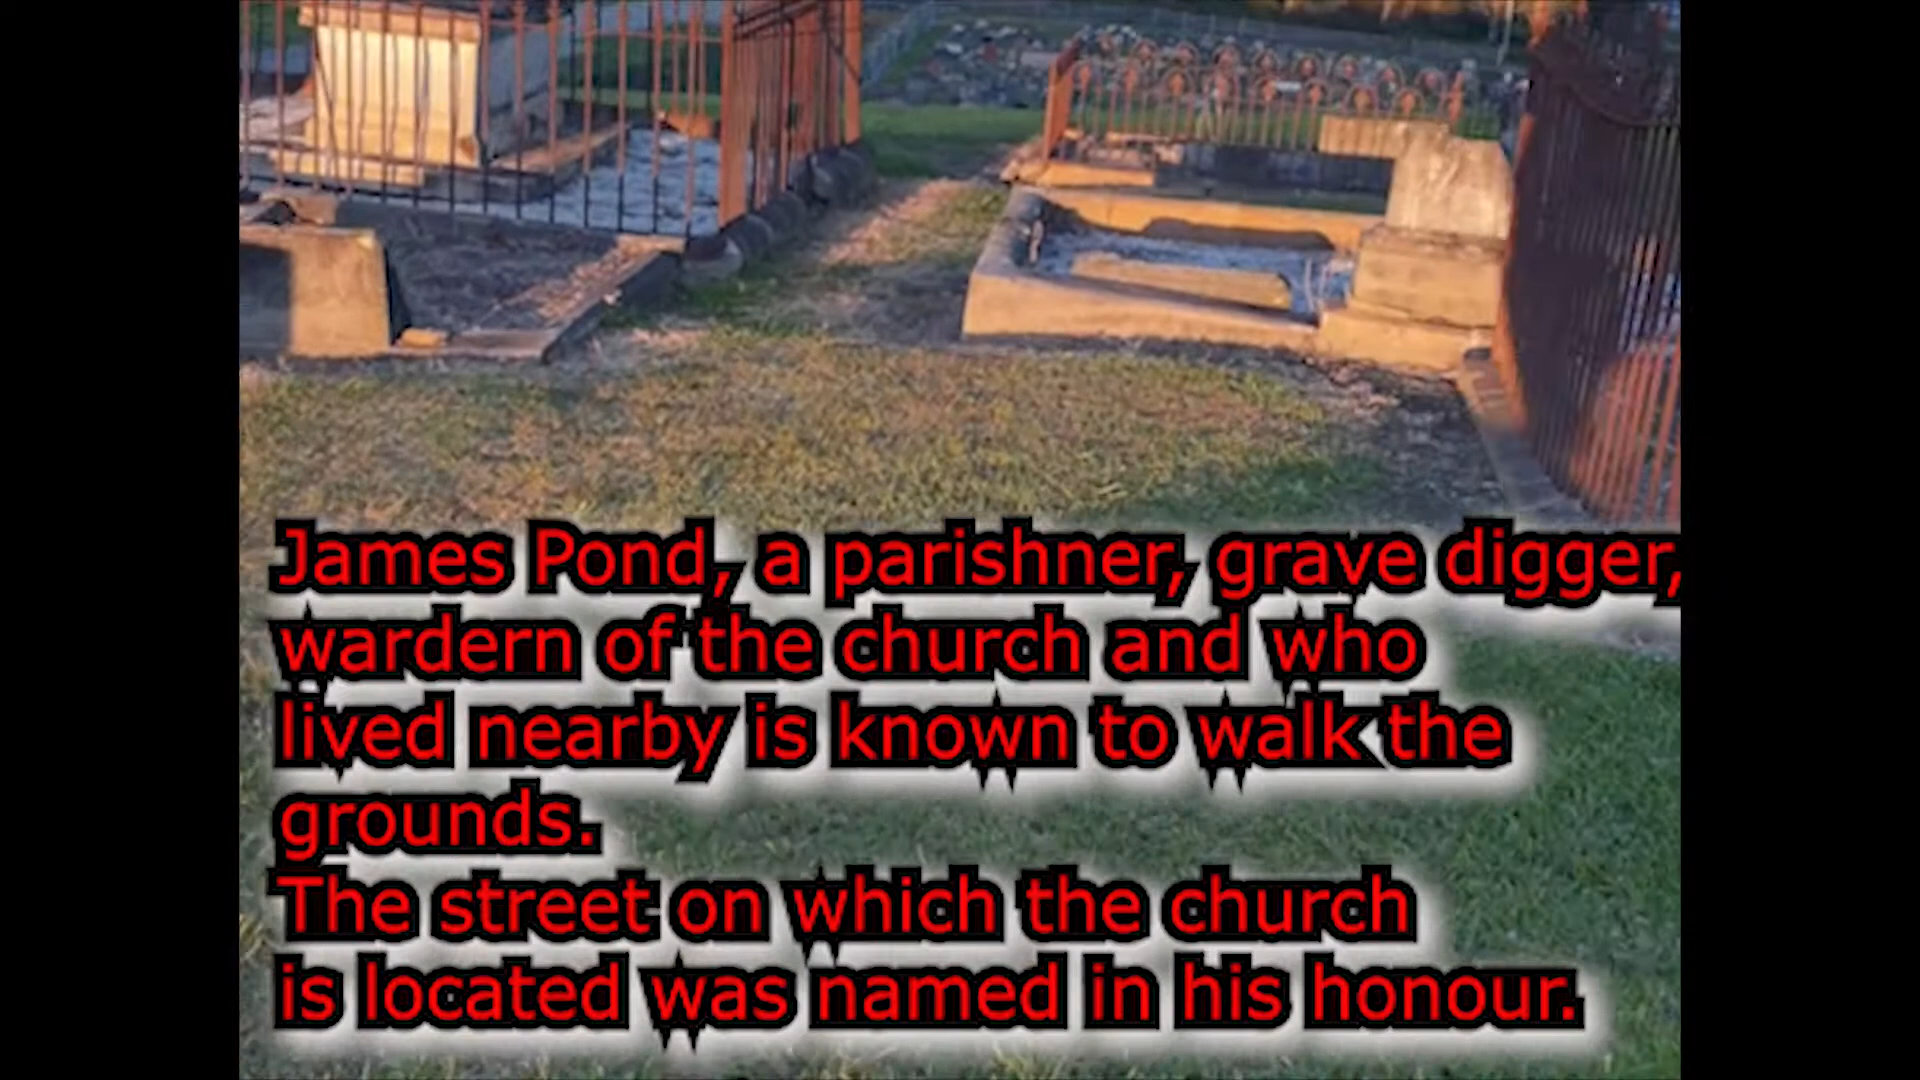 James Pond, a parishner, grave digger,
wardern of the church and who
lived nearby is known to walk the
grounds.
The street on which the church
is located was named in his honour.